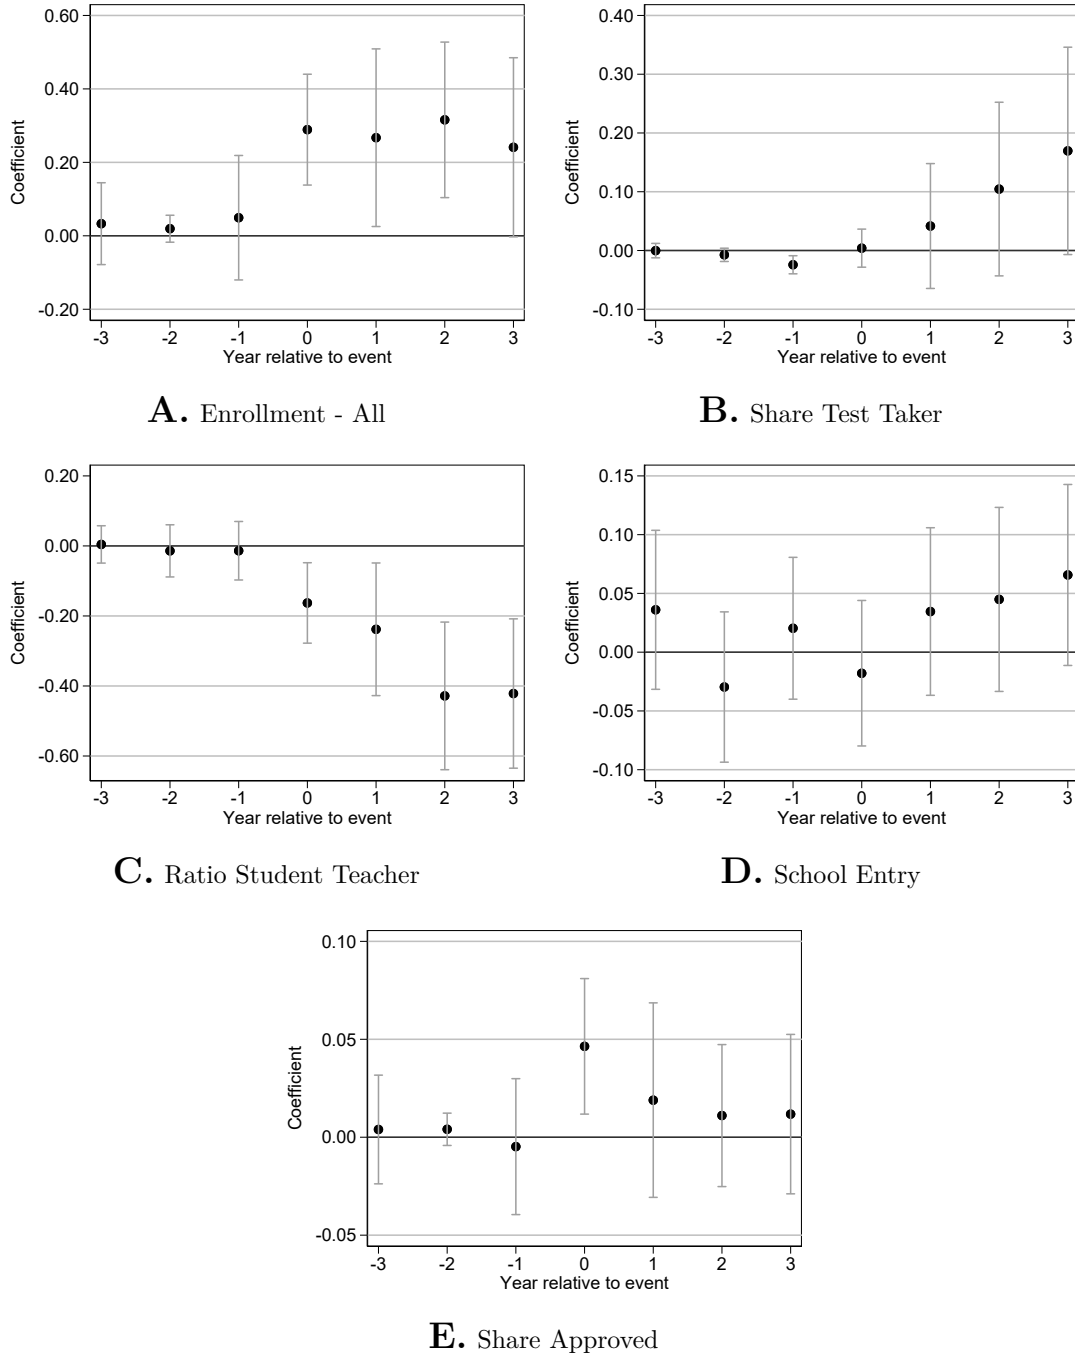 0.60
0.40
0.20
0.00
-0.20
Coefficient
-3 -2 -1 0 1 2 3
Year relative to event
A. Enrollment - All
0.40
0.30
0.20
0.10
0.00
-0.10
Coefficient
-3 -2 -1 0 1 2 3
Year relative to event
B. Share Test Taker
0.20
0.00
-0.20
-0.40
-0.60
Coefficient
-3 -2 -1 0 1 2 3
Year relative to event
C. Ratio Student Teacher
0.15
0.10
0.05
0.00
-0.05
-0.10
Coefficient
-3 -2 -1 0 1 2 3
Year relative to event
D. School Entry
0.10
0.05
0.00
-0.05
Coefficient
-3 -2 -1 0 1 2 3
Year relative to event
E. Share Approved